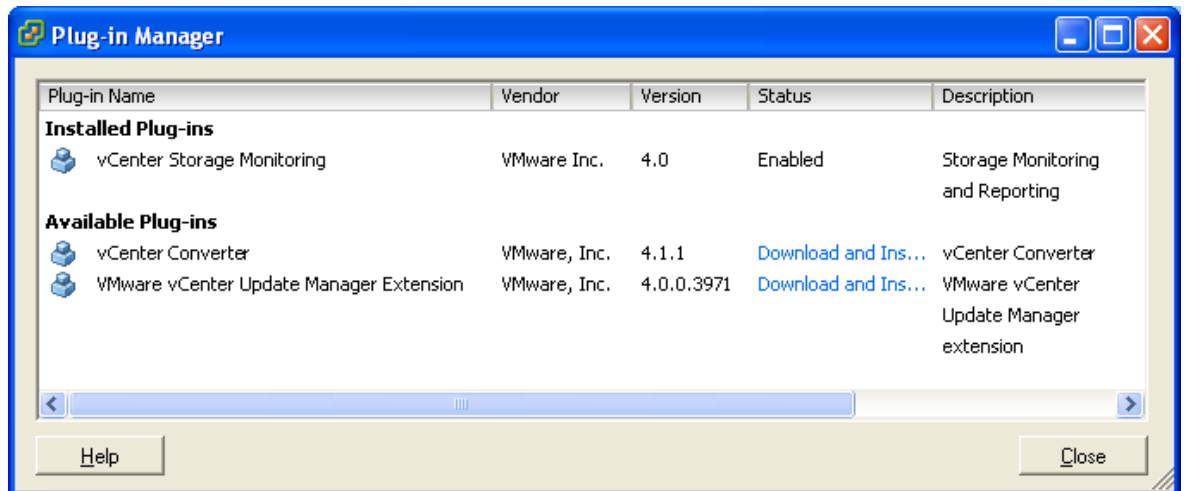 Plug-in Manager
Plug-in Name Vendor Version Status Description
Installed Plug-ins
vCenter Storage Monitoring VMware Inc. 4.0 Enabled Storage Monitoring
and Reporting
Available Plug-ins
vCenter Converter VMware, Inc. 4.1.1 Download and Ins... vCenter Converter
VMware vCenter Update Manager Extension VMware, Inc. 4.0.0.3971 Download and Ins... VMware vCenter
Update Manager
extension
Help Close